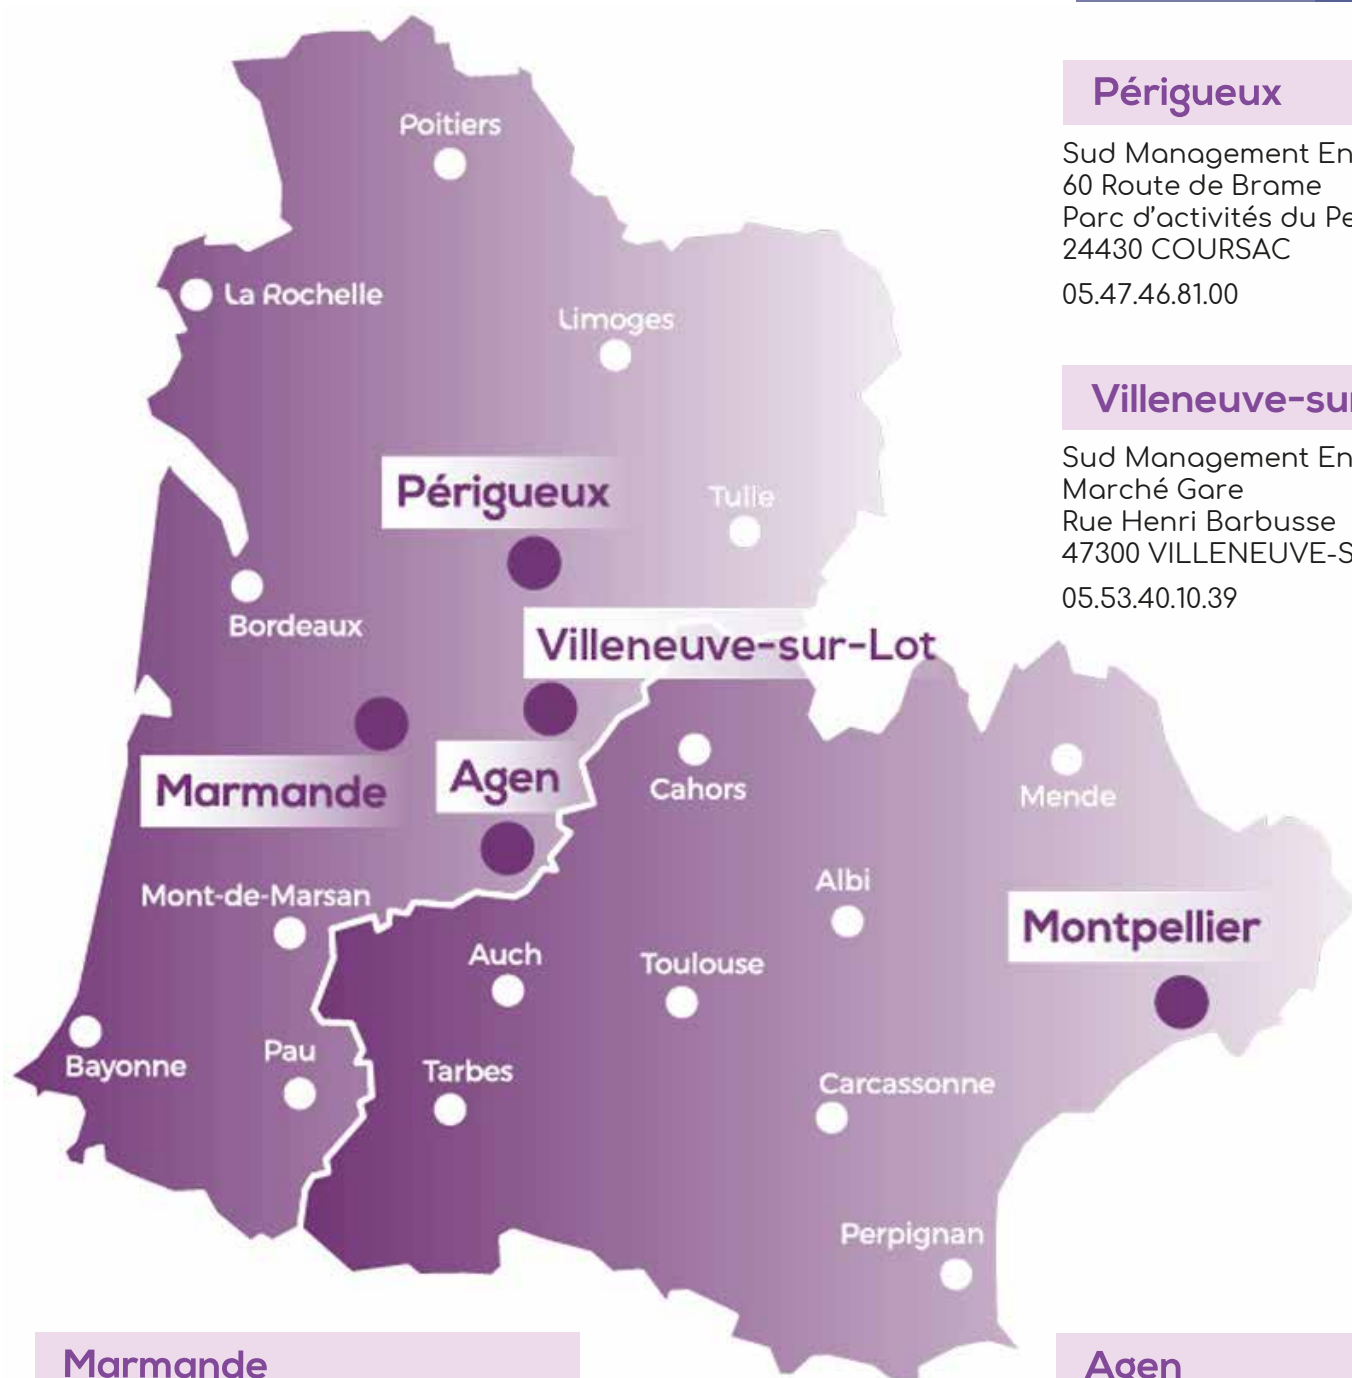 Périgueux
Sud Management En
60 Route de Brame
Parc d'activités du Pe
24430 COURSAC
05.47.46.81.00
Villeneuve-sur
Sud Management En
Marché Gare
Rue Henri Barbusse
47300 VILLENEUVE-S
05.53.40.10.39
Poitiers
La Rochelle
Limoges
Périgueux
Tulle
Bordeaux
Villeneuve-sur-Lot
Marmande
Agen
Cahors
Mende
Mont-de-Marsan
Albi
Montpellier
Auch
Toulouse
Bayonne
Pau
Tarbes
Carcassonne
Perpignan
Marmande
Agen